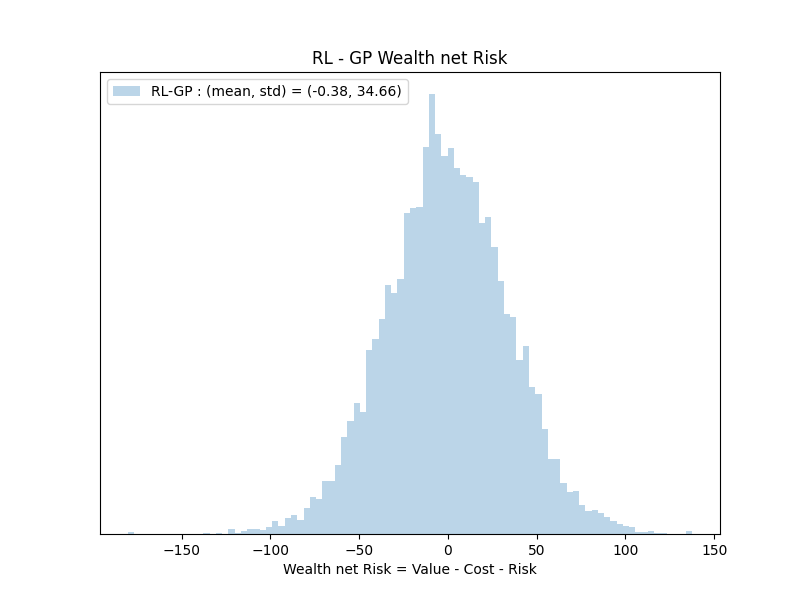 RL - GP Wealth net Risk
RL-GP : (mean, std) = (-0.38, 34.66)
−150 −100 −50 0 50 100 150
Wealth net Risk = Value - Cost - Risk